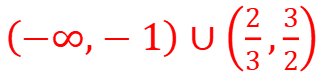 (−∞, − 1) ∪ (2/3, 3/2)